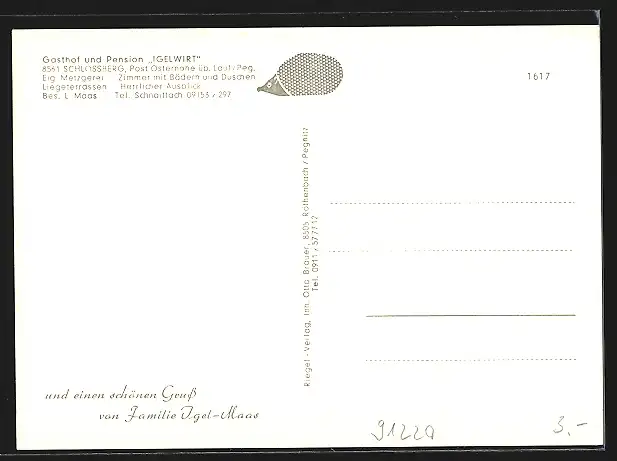 Gasthof und Pension „IGELWIRT"
8561 SCHLOSSBERG, Post Osternohe üb. Lauf/Peg.
Eig. Metzgerei Zimmer mit Bädern und Duschen
Liegeterrassen Herrlicher Ausblick
Bes. L. Maas Tel. Schnaittach 09153 / 297
1617
Riegel-Verlag, Inh. Otto Brauer, 8505 Röthenbach / Pegnitz
Tel. 0911 / 577712
und einen schönen Gruß
von Familie Igel-Maas
91220
3.-